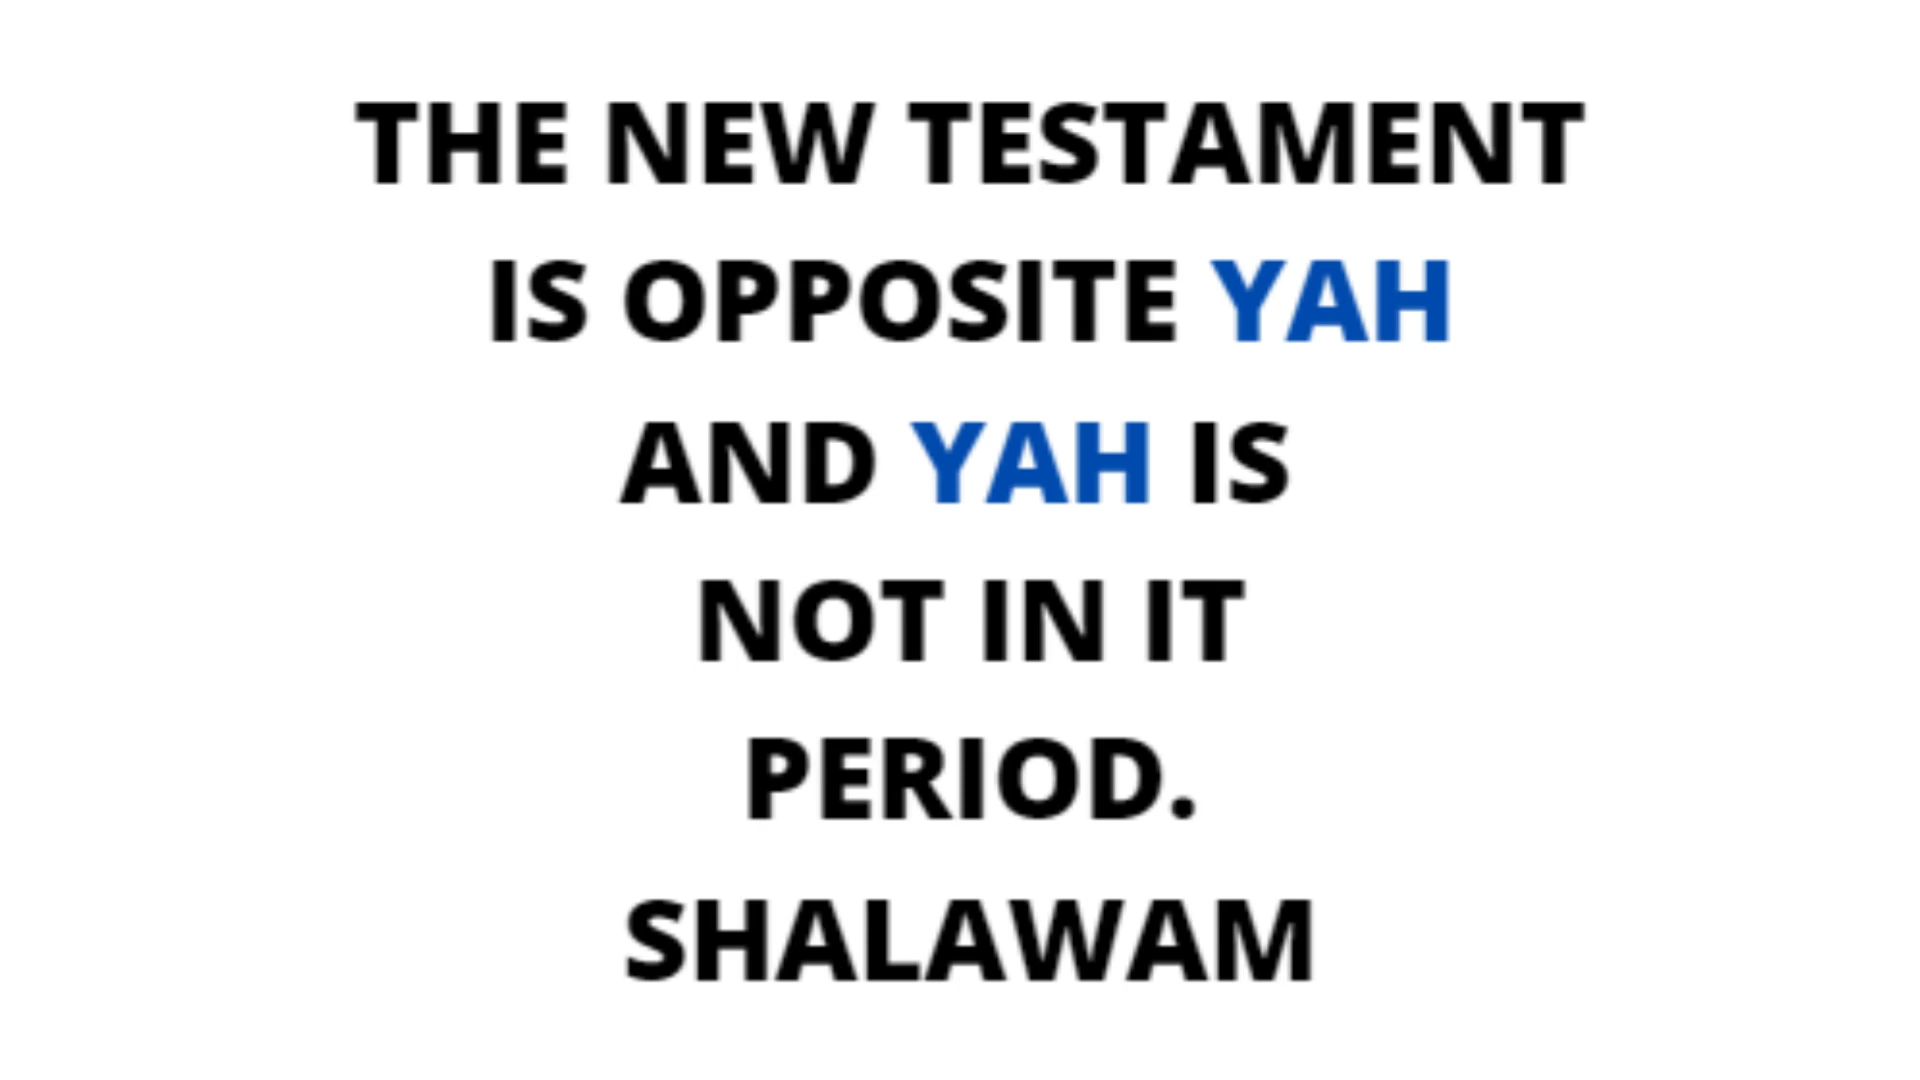 THE NEW TESTAMENT
IS OPPOSITE YAH
AND YAH IS
NOT IN IT
PERIOD.
SHALAWAM